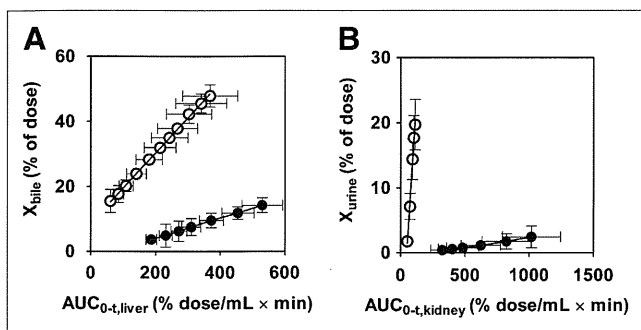 A
60
40
20
0
X_bile (% of dose)
0 200 400 600
AUC_0-t,liver (% dose/mL × min)
B
30
20
10
0
X_urine (% of dose)
0 500 1000 1500
AUC_0-t,kidney (% dose/mL × min)